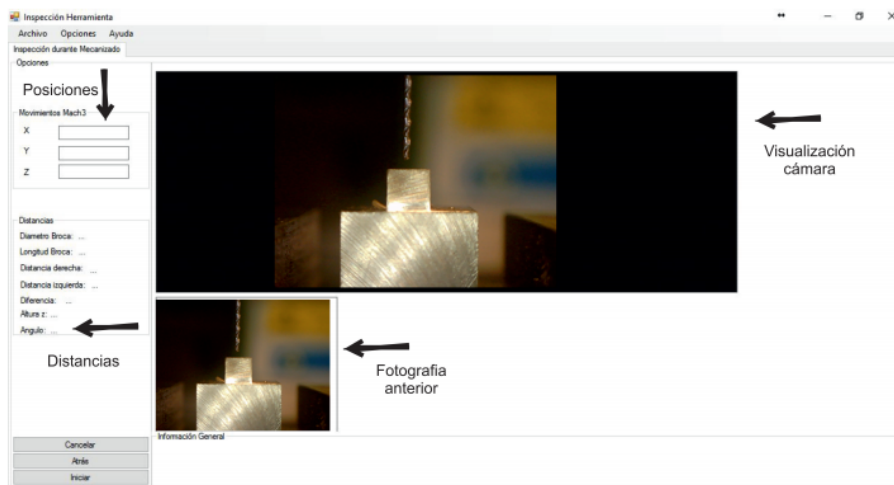 Inspección Herramienta
Archivo Opciones Ayuda
Inspección durante Mecanizado
Opciones
Posiciones
Movimientos Mach3
X
Y
Z
Distancias
Diametro Broca: ...
Longitud Broca: ...
Distancia derecha: ...
Distancia izquierda: ...
Diferencia: ...
Altura z: ...
Angulo: ...
Distancias
Visualización
cámara
Fotografia
anterior
Información General
Cancelar
Atrás
Iniciar